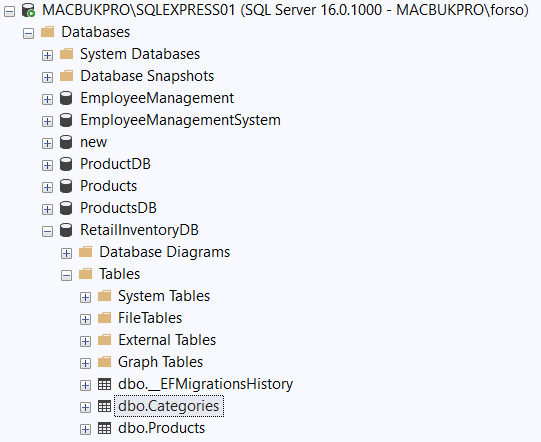 MACBUKPRO\SQLEXPRESS01 (SQL Server 16.0.1000 - MACBUKPRO\forso)
Databases
System Databases
Database Snapshots
EmployeeManagement
EmployeeManagementSystem
new
ProductDB
Products
ProductsDB
RetailInventoryDB
Database Diagrams
Tables
System Tables
FileTables
External Tables
Graph Tables
dbo.__EFMigrationsHistory
dbo.Categories
dbo.Products